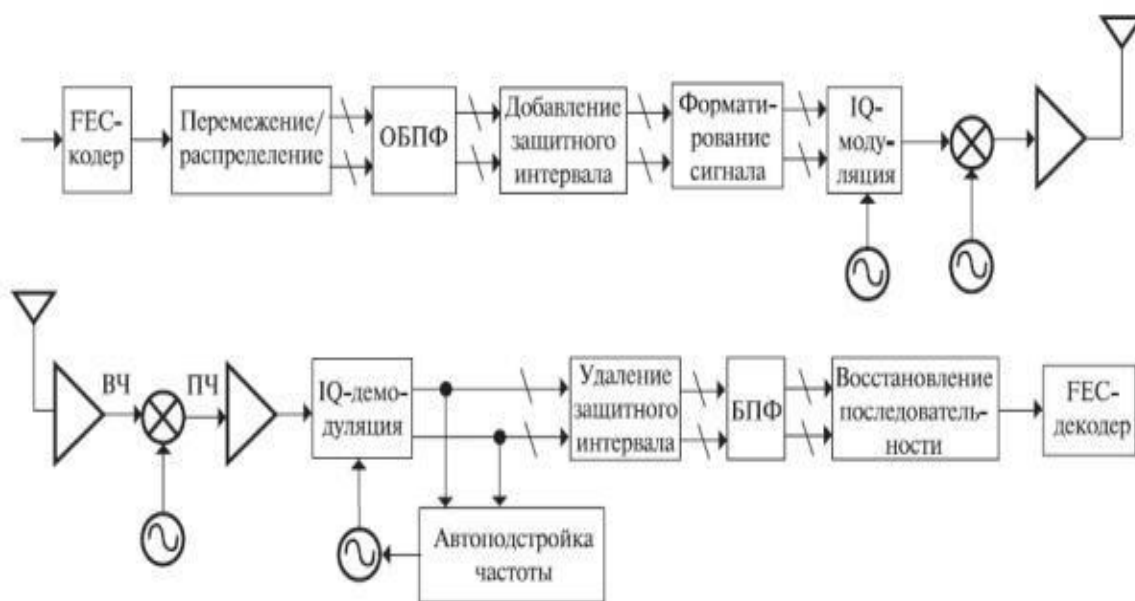 FEC-
кодер
Перемежение/
распределение
ОБПФ
Добавление
защитного
интервала
Формати-
рование
сигнала
IQ-
моду-
ляция
ВЧ
ПЧ
IQ-демо-
дуляция
Удаление
защитного
интервала
БПФ
Восстановление
последователь-
ности
FEC-
декодер
Автоподстройка
частоты